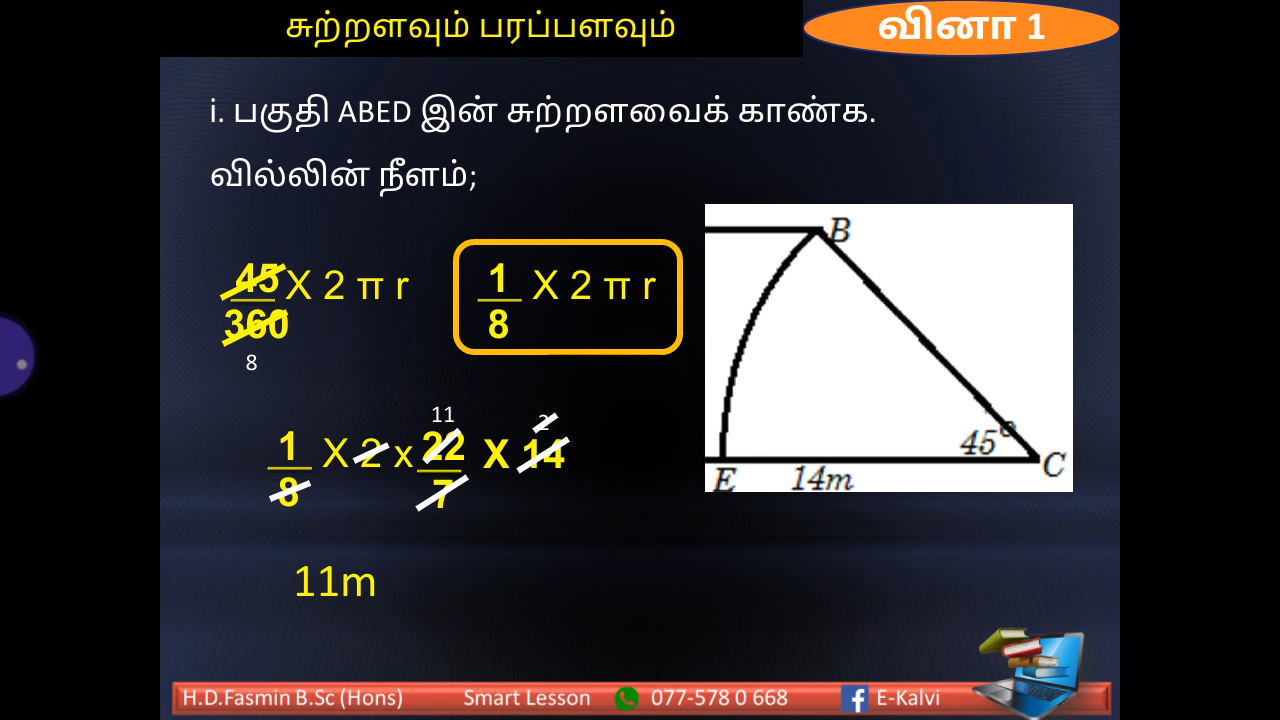 சுற்றளவும் பரப்பளவும்
வினா 1
i. பகுதி ABED இன் சுற்றளவைக் காண்க.
வில்லின் நீளம்;
45 X 2 π r
360
8
1 X 2 π r
8
11 2
1 X 2 x 22 X 14
8 7
11m
B
45°
C
E 14m
H.D.Fasmin B.Sc (Hons) Smart Lesson 077-578 0 668 E-Kalvi